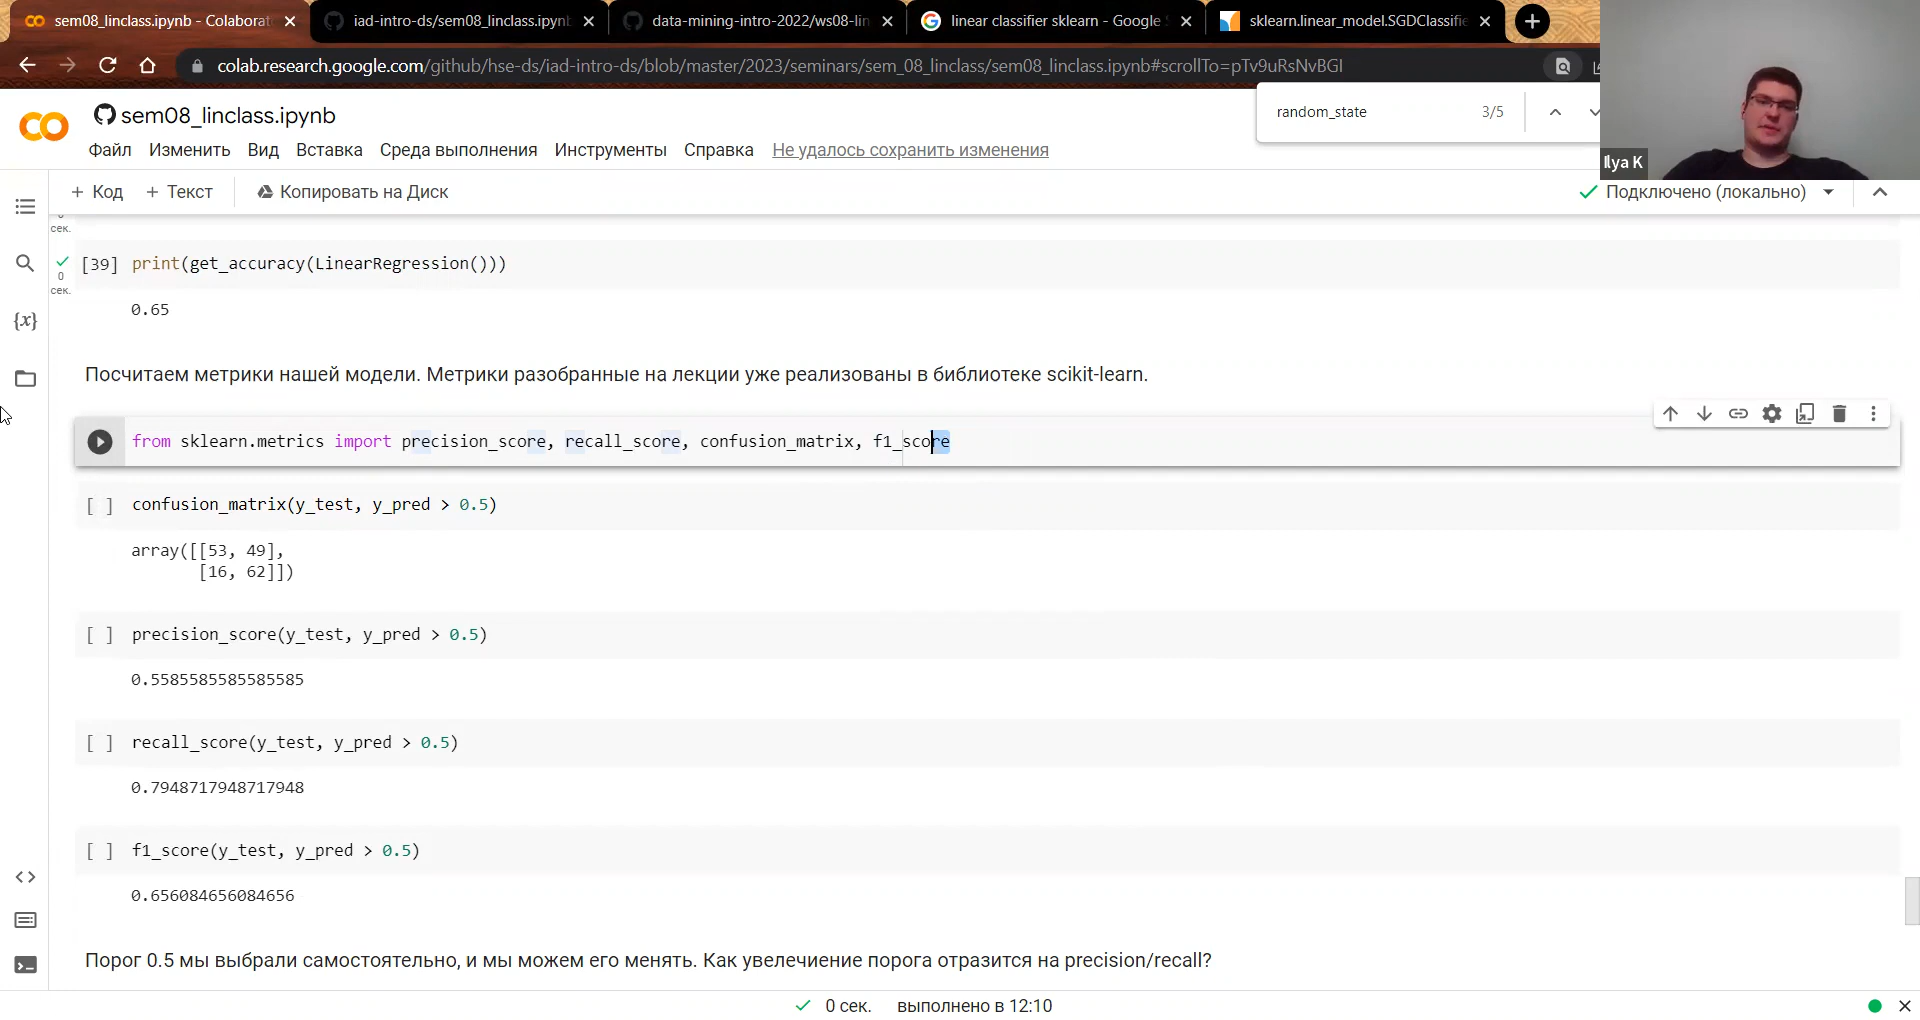 sem08_linclass.ipynb - Colaborat
iad-intro-ds/sem08_linclass.ipynb
data-mining-intro-2022/ws08-lin
linear classifier sklearn - Google S
sklearn.linear_model.SGDClassifie
colab.research.google.com/github/hse-ds/iad-intro-ds/blob/master/2023/seminars/sem_08_linclass/sem08_linclass.ipynb#scrollTo=pTv9uRsNvBGI
random_state 3/5
sem08_linclass.ipynb
Файл Изменить Вид Вставка Среда выполнения Инструменты Справка Не удалось сохранить изменения
Ilya K
+ Код + Текст Копировать на Диск
Подключено (локально)
сек.
[39] print(get_accuracy(LinearRegression()))
0
сек.
0.65
{x}
Посчитаем метрики нашей модели. Метрики разобранные на лекции уже реализованы в библиотеке scikit-learn.
from sklearn.metrics import precision_score, recall_score, confusion_matrix, f1_score
[ ] confusion_matrix(y_test, y_pred > 0.5)
array([[53, 49],
[16, 62]])
[ ] precision_score(y_test, y_pred > 0.5)
0.5585585585585585
[ ] recall_score(y_test, y_pred > 0.5)
0.7948717948717948
[ ] f1_score(y_test, y_pred > 0.5)
0.656084656084656
Порог 0.5 мы выбрали самостоятельно, и мы можем его менять. Как увелечиение порога отразится на precision/recall?
0 сек. выполнено в 12:10